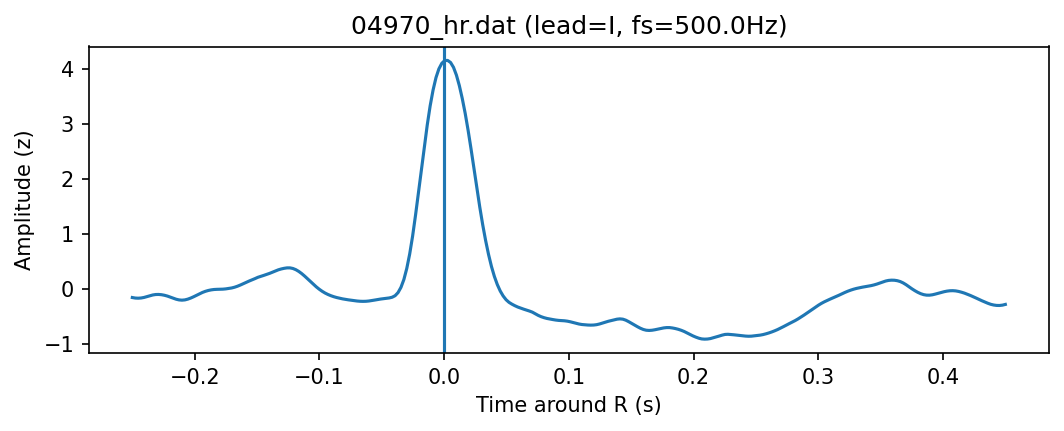 04970_hr.dat (lead=I, fs=500.0Hz)
Amplitude (z)
4
3
2
1
0
−1
−0.2 −0.1 0.0 0.1 0.2 0.3 0.4
Time around R (s)